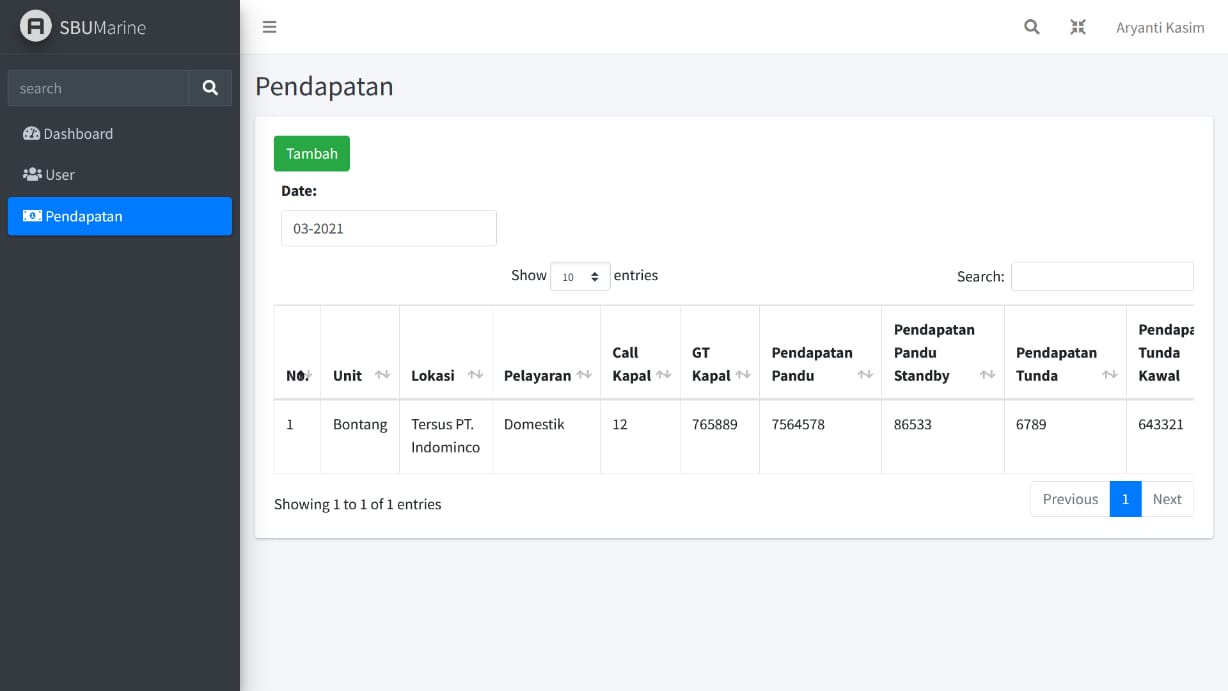 SBUMarine
Aryanti Kasim
search
Dashboard
User
Pendapatan
Pendapatan
Tambah
Date:
03-2021
Show 10 entries
Search:
No.
Unit
Lokasi
Pelayaran
Call
Kapal
GT
Kapal
Pendapatan
Pandu
Pendapatan
Pandu
Standby
Pendapatan
Tunda
Pendapa
Tunda
Kawal
1
Bontang
Tersus PT.
Indominco
Domestik
12
765889
7564578
86533
6789
643321
Showing 1 to 1 of 1 entries
Previous 1 Next